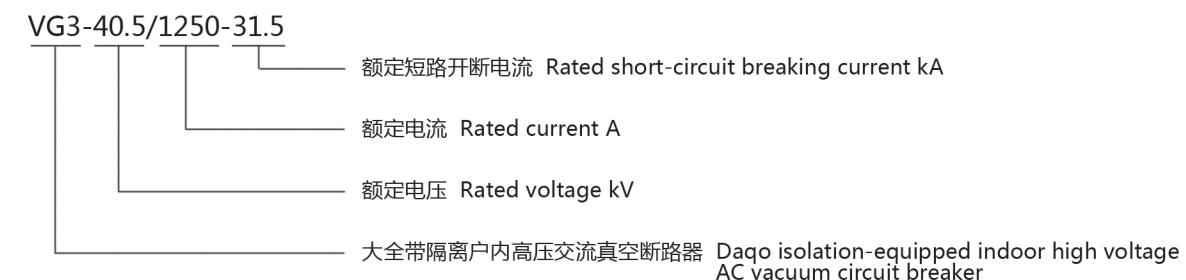 VG3-40.5/1250-31.5
额定短路开断电流 Rated short-circuit breaking current kA
额定电流 Rated current A
额定电压 Rated voltage kV
大全带隔离户内高压交流真空断路器 Daqo isolation-equipped indoor high voltage
AC vacuum circuit breaker